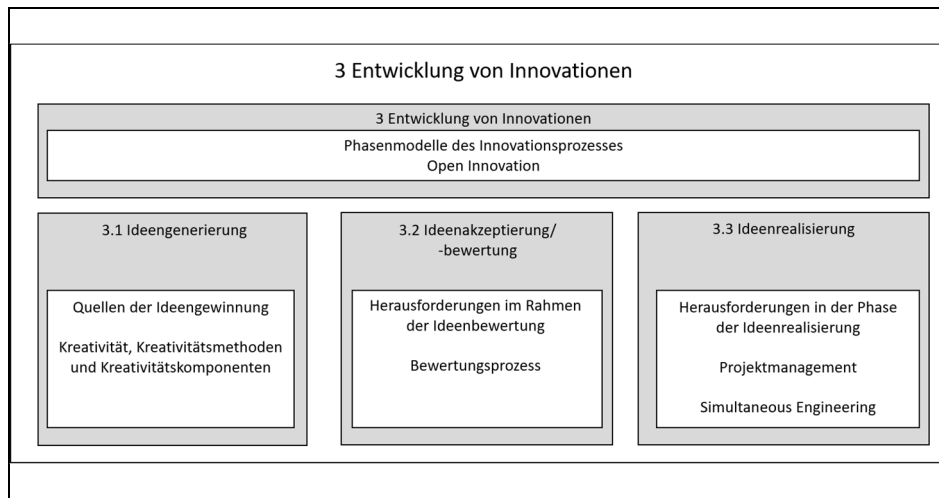 3 Entwicklung von Innovationen
3 Entwicklung von Innovationen
Phasenmodelle des Innovationsprozesses
Open Innovation
3.1 Ideengenerierung
Quellen der Ideengewinnung
Kreativität, Kreativitätsmethoden
und Kreativitätskomponenten
3.2 Ideenakzeptierung/
-bewertung
Herausforderungen im Rahmen
der Ideenbewertung
Bewertungsprozess
3.3 Ideenrealisierung
Herausforderungen in der Phase
der Ideenrealisierung
Projektmanagement
Simultaneous Engineering